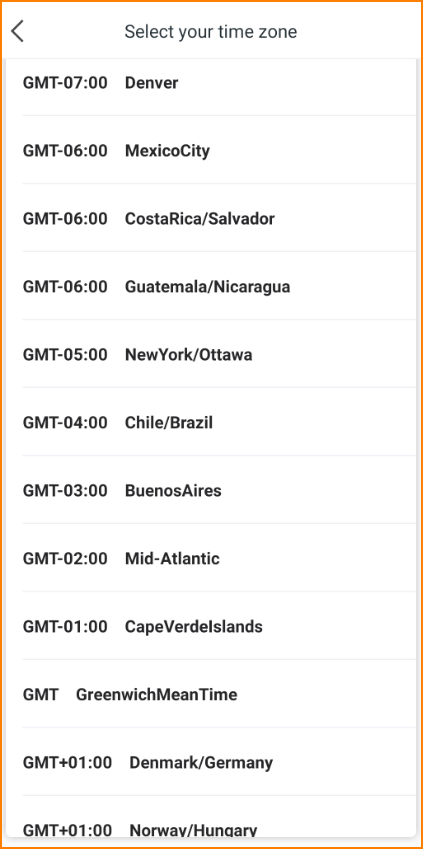 Select your time zone
GMT-07:00 Denver
GMT-06:00 MexicoCity
GMT-06:00 CostaRica/Salvador
GMT-06:00 Guatemala/Nicaragua
GMT-05:00 NewYork/Ottawa
GMT-04:00 Chile/Brazil
GMT-03:00 BuenosAires
GMT-02:00 Mid-Atlantic
GMT-01:00 CapeVerdeIslands
GMT GreenwichMeanTime
GMT+01:00 Denmark/Germany
GMT+01:00 Norway/Hungary